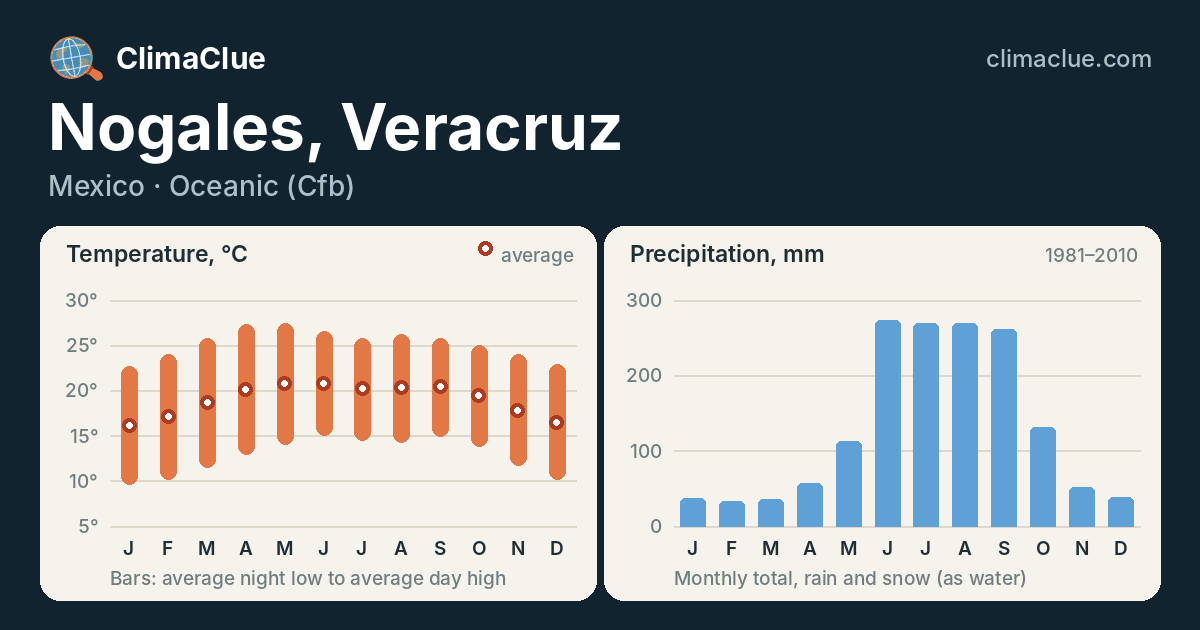 ClimaClue
climaclue.com
Nogales, Veracruz
Mexico · Oceanic (Cfb)
Temperature, °C
average
30°
25°
20°
15°
10°
5°
J F M A M J J A S O N D
Bars: average night low to average day high
Precipitation, mm
1981–2010
300
200
100
0
J F M A M J J A S O N D
Monthly total, rain and snow (as water)